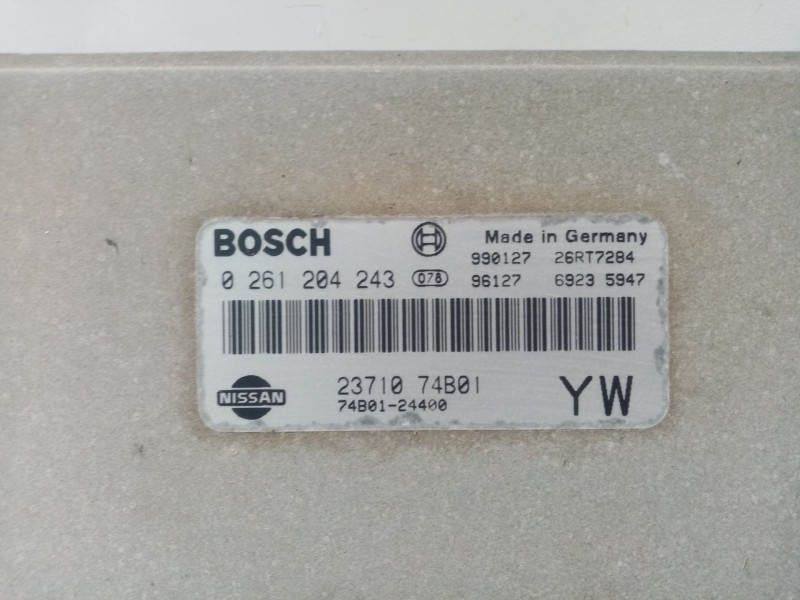 BOSCH Made in Germany
990127 26RT7284
0 261 204 243 078 96127 6923 5947
NISSAN 23710 74B01 YW
74B01-24400